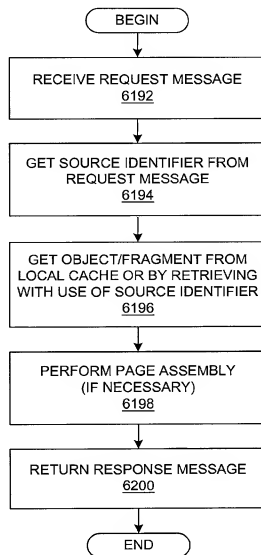 BEGIN
RECEIVE REQUEST MESSAGE
6192
GET SOURCE IDENTIFIER FROM
REQUEST MESSAGE
6194
GET OBJECT/FRAGMENT FROM
LOCAL CACHE OR BY RETRIEVING
WITH USE OF SOURCE IDENTIFIER
6196
PERFORM PAGE ASSEMBLY
(IF NECESSARY)
6198
RETURN RESPONSE MESSAGE
6200
END